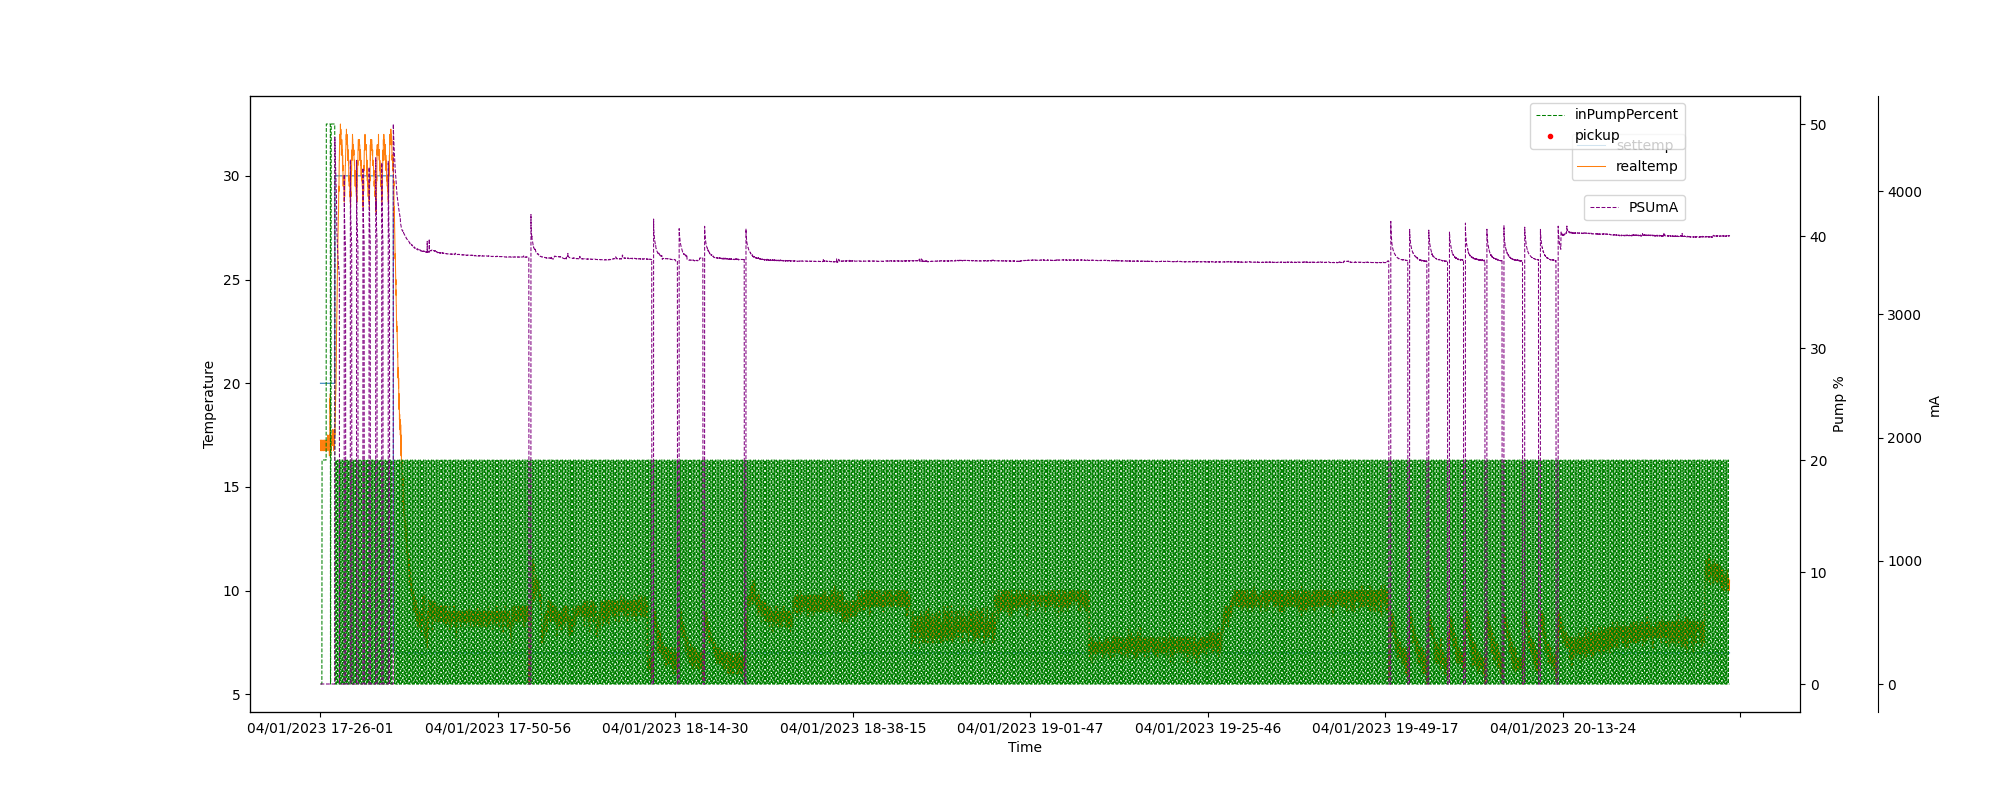 inPumpPercent
pickup
settemp
realtemp
PSUmA
Temperature
30
25
20
15
10
5
50
40
30
20
10
0
Pump %
4000
3000
2000
1000
0
mA
04/01/2023 17-26-01
04/01/2023 17-50-56
04/01/2023 18-14-30
04/01/2023 18-38-15
04/01/2023 19-01-47
04/01/2023 19-25-46
04/01/2023 19-49-17
04/01/2023 20-13-24
Time